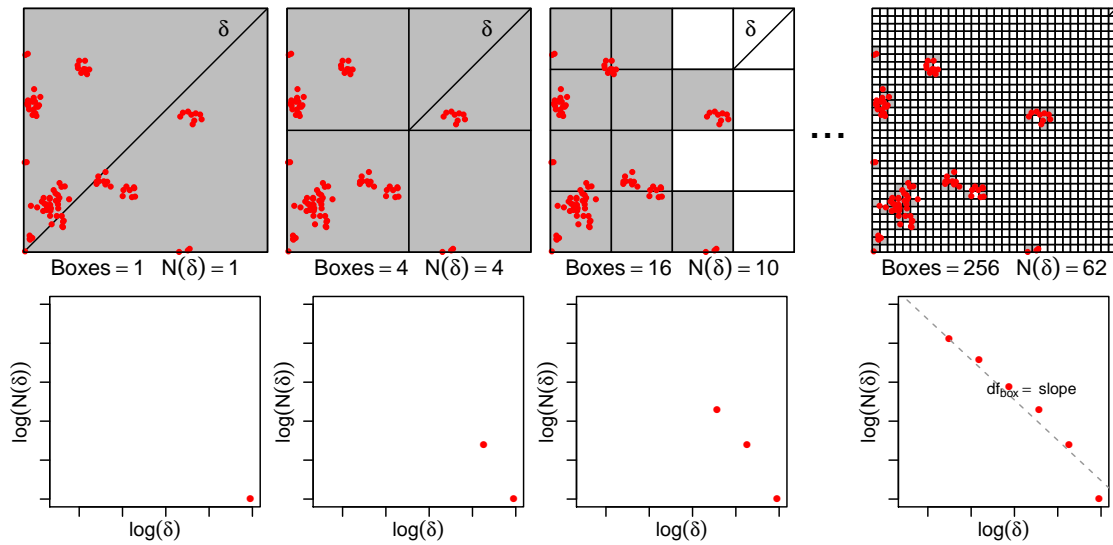 δ
δ
δ
Boxes = 1 N(δ) = 1
Boxes = 4 N(δ) = 4
Boxes = 16 N(δ) = 10
...
Boxes = 256 N(δ) = 62
log(N(δ))
log(δ)
log(N(δ))
log(δ)
log(N(δ))
log(δ)
log(N(δ))
df_box = slope
log(δ)